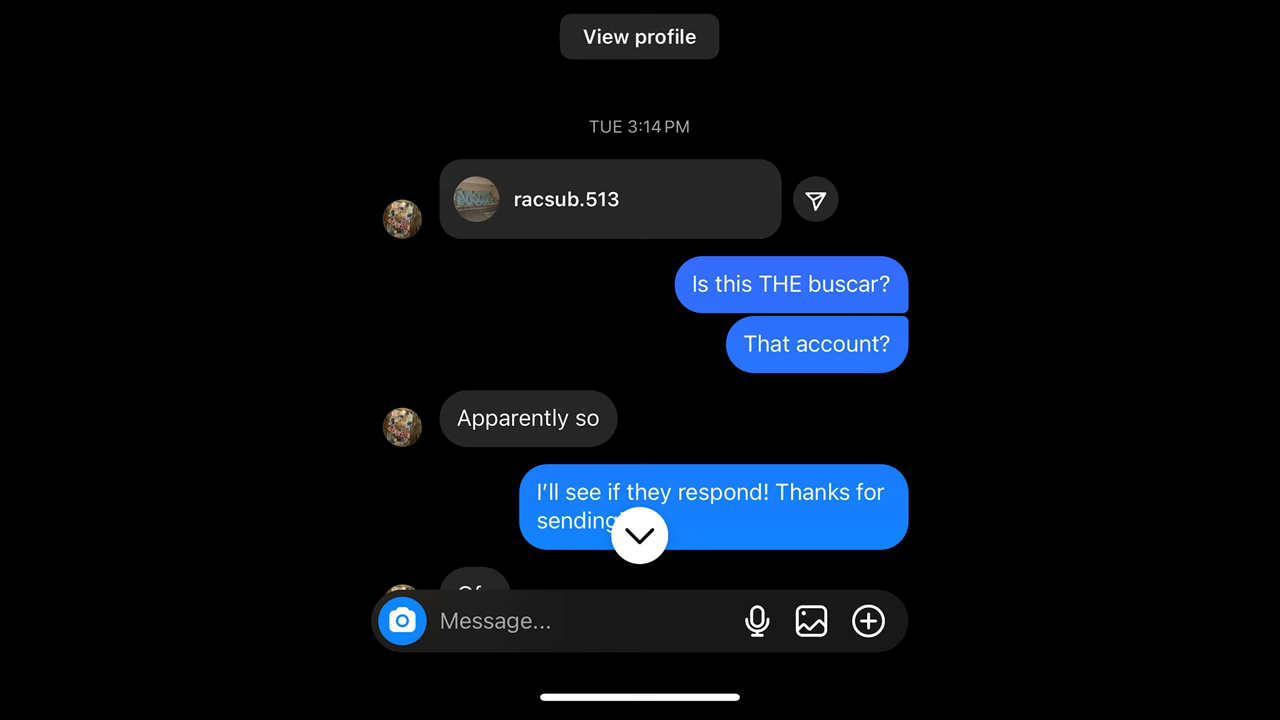 View profile
TUE 3:14 PM
racsub.513
Is this THE buscar?
That account?
Apparently so
I'll see if they respond! Thanks for
sending
Message...